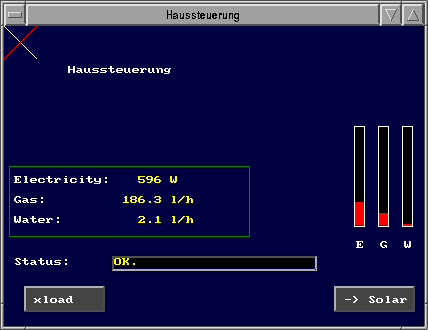 Haussteuerung
Haussteuerung
Electricity: 596 W
Gas: 186.3 l/h
Water: 2.1 l/h
E G W
Status: OK.
xload -> Solar